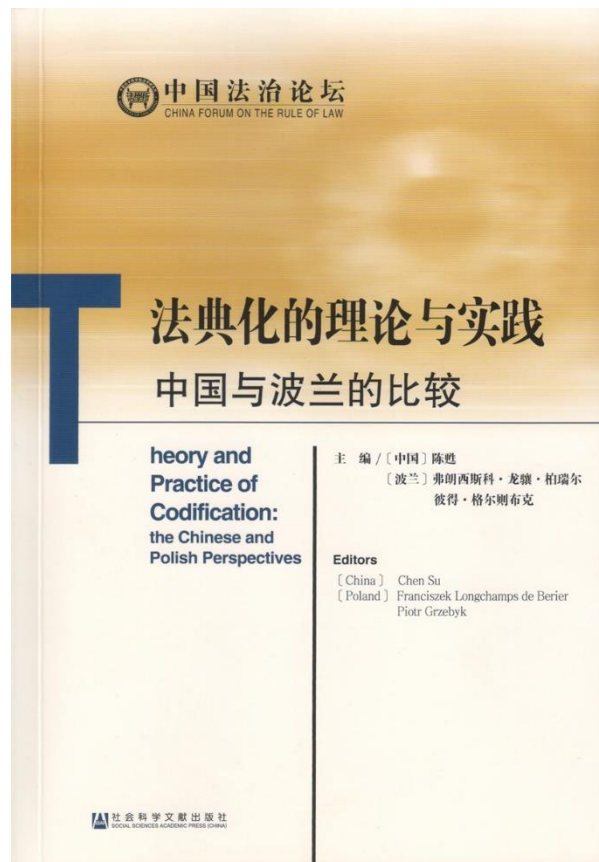 中国法治论坛
CHINA FORUM ON THE RULE OF LAW
法典化的理论与实践
中国与波兰的比较
Theory and
Practice of
Codification:
the Chinese and
Polish Perspectives
主 编 /〔中国〕陈甦
〔波兰〕弗朗西斯科·龙骧·柏瑞尔
彼得·格尔则布克
Editors
〔China〕 Chen Su
〔Poland〕 Franciszek Longchamps de Berier
Piotr Grzebyk
社会科学文献出版社
SOCIAL SCIENCES ACADEMIC PRESS (CHINA)